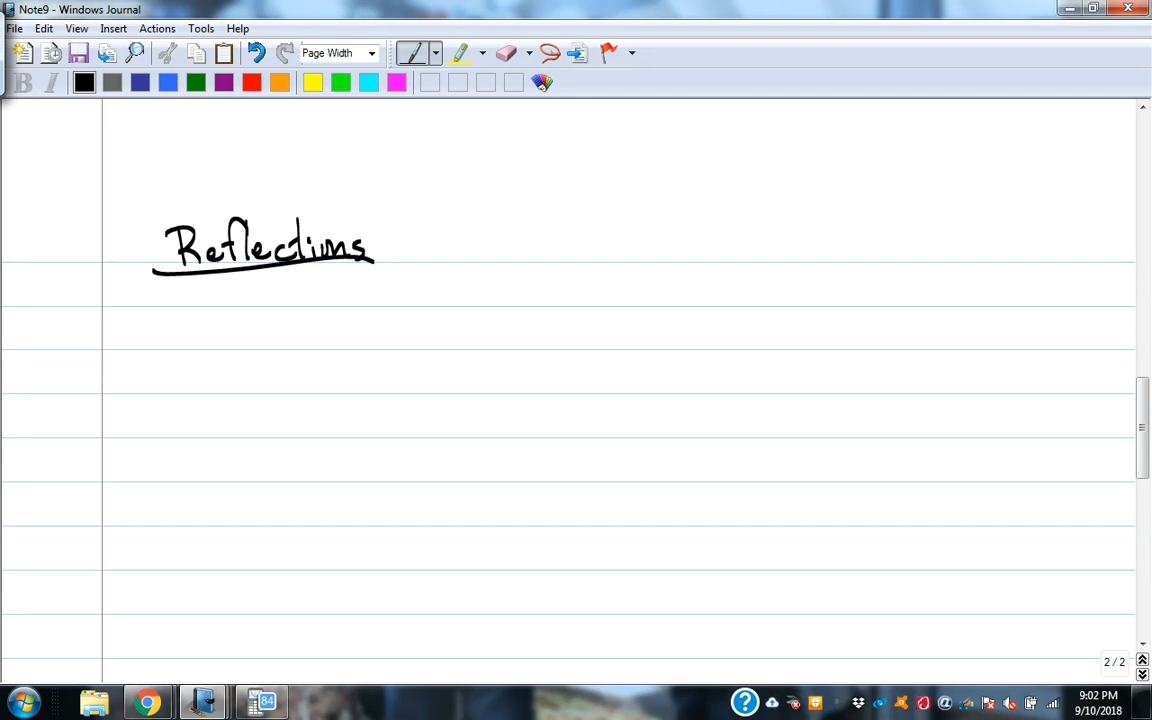 Note9 - Windows Journal
File Edit View Insert Actions Tools Help
Page Width
B I
Reflections
2 / 2
84
9:02 PM
9/10/2018